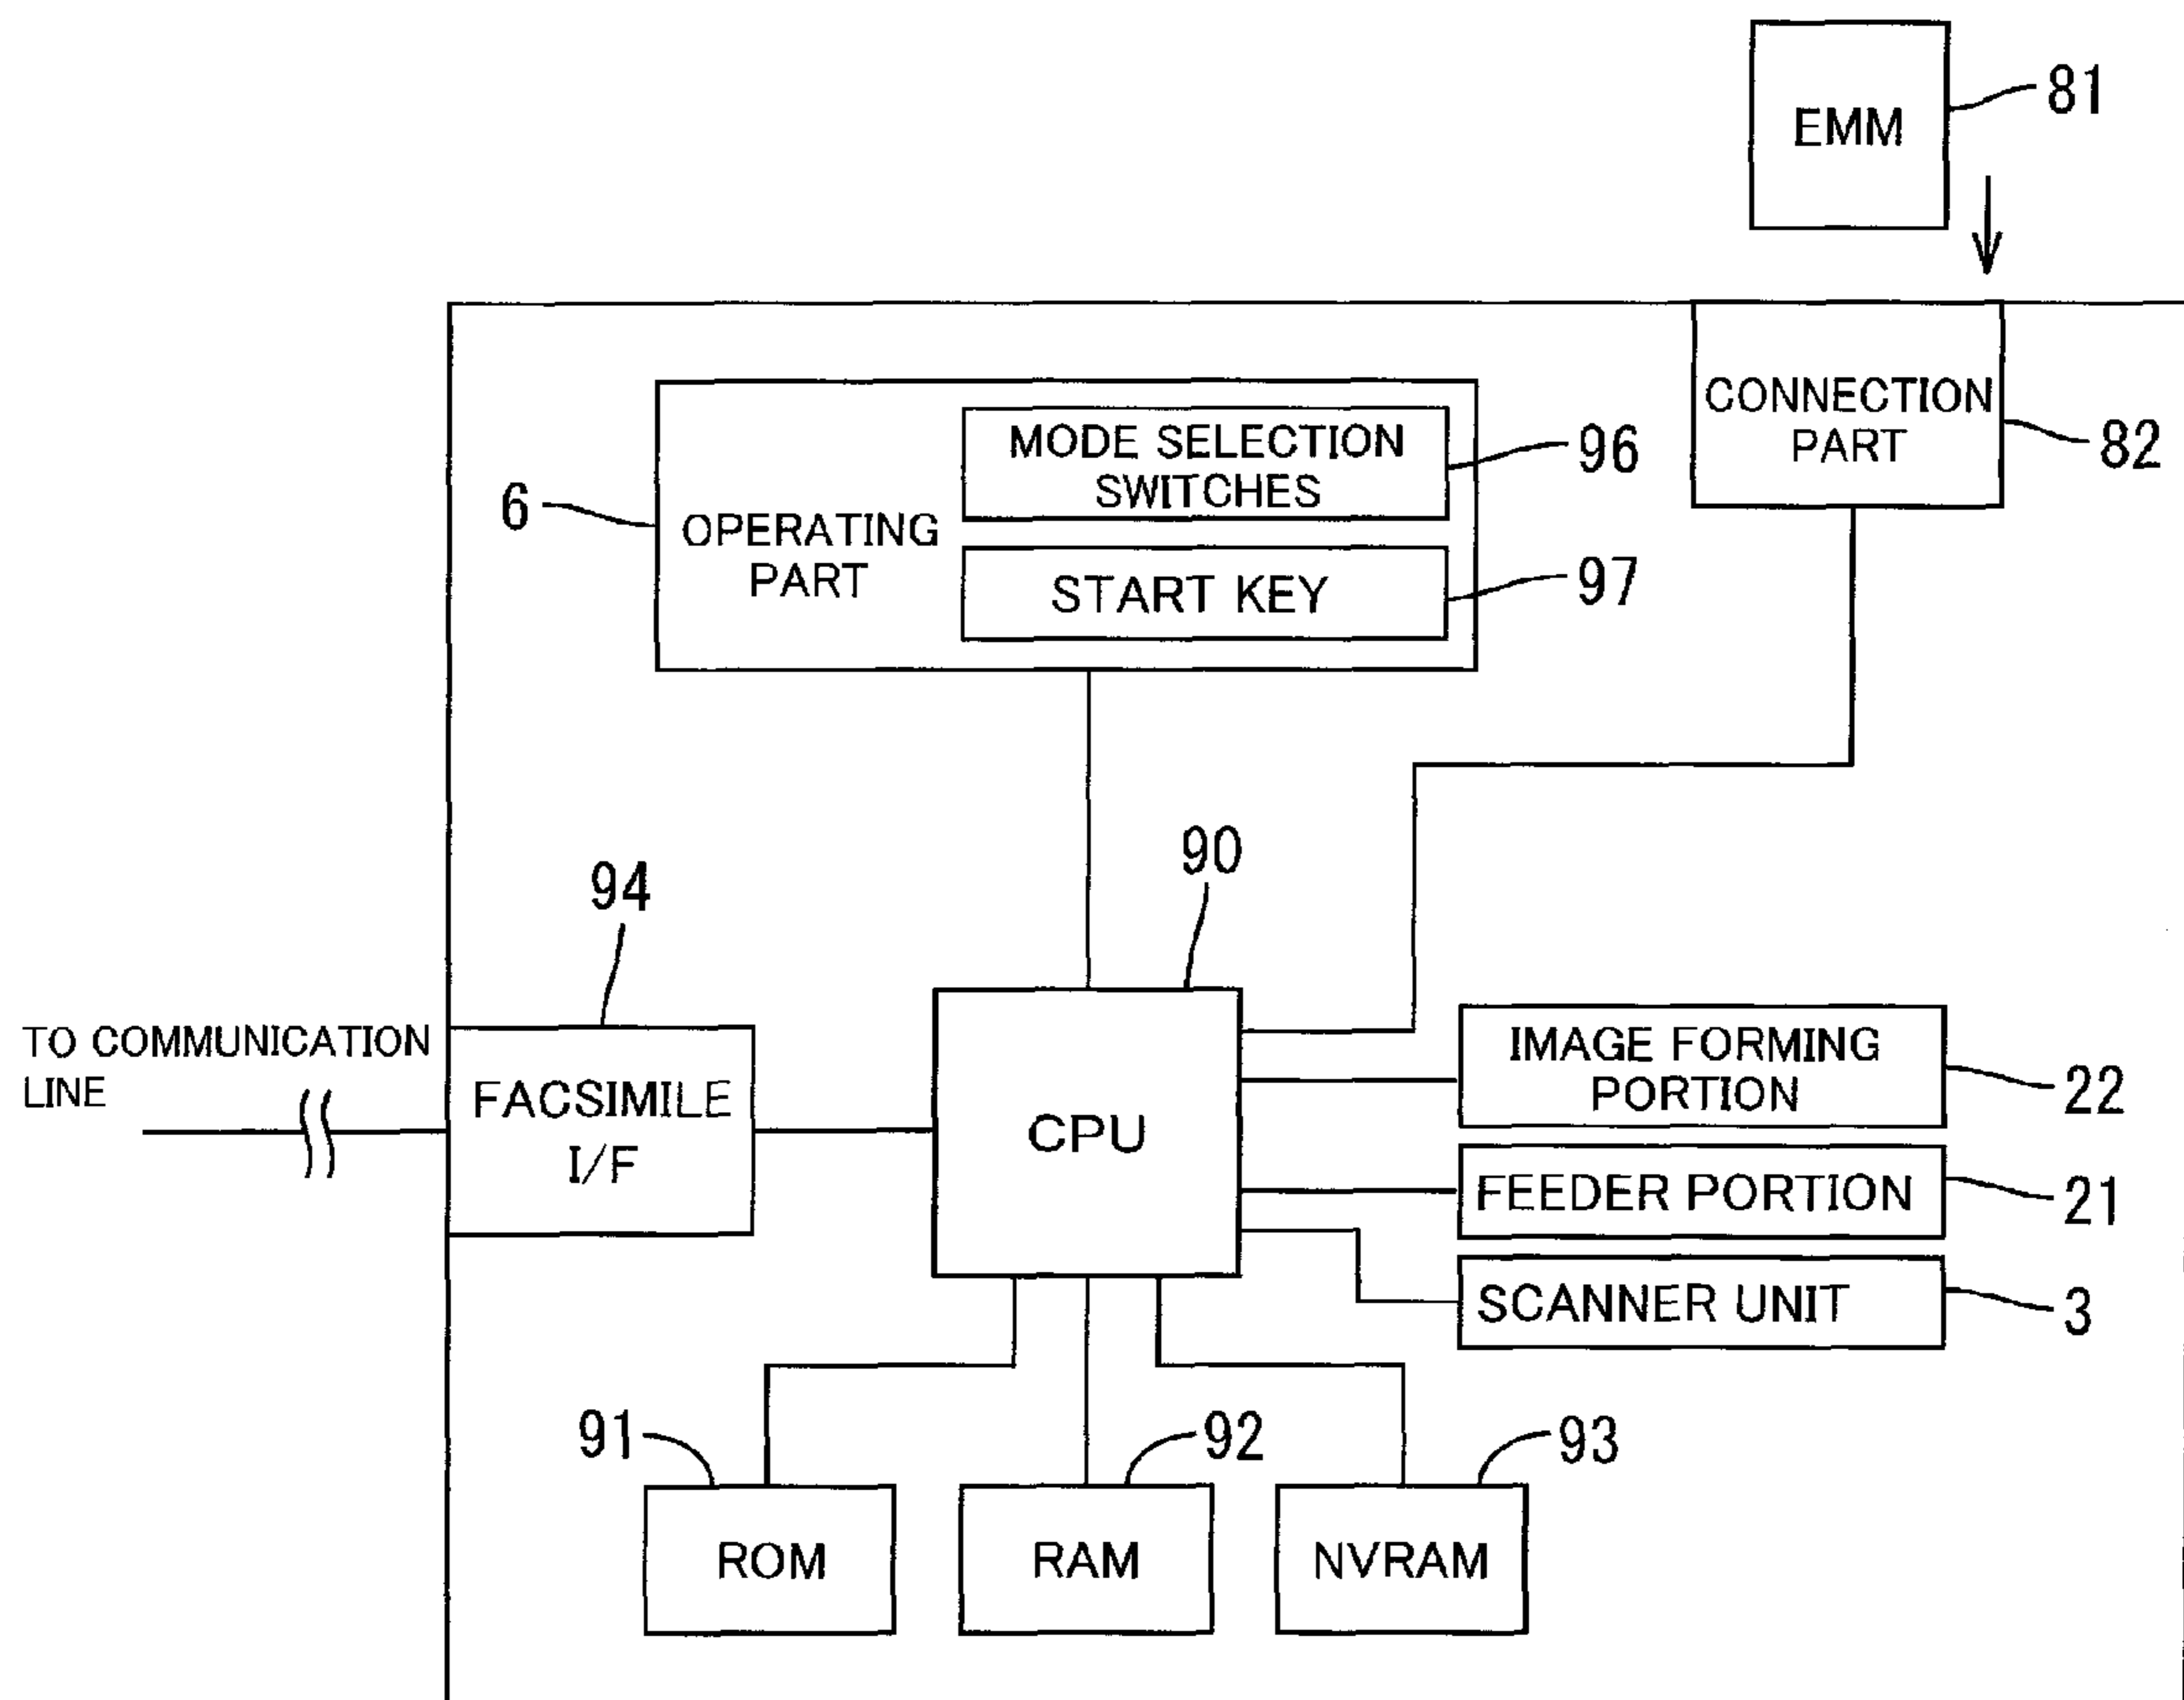 EMM
81
CONNECTION
PART
82
6
OPERATING
PART
MODE SELECTION
SWITCHES
96
START KEY
97
94
90
TO COMMUNICATION
LINE
FACSIMILE
I/F
CPU
IMAGE FORMING
PORTION
22
FEEDER PORTION
21
SCANNER UNIT
3
91
92
93
ROM
RAM
NVRAM